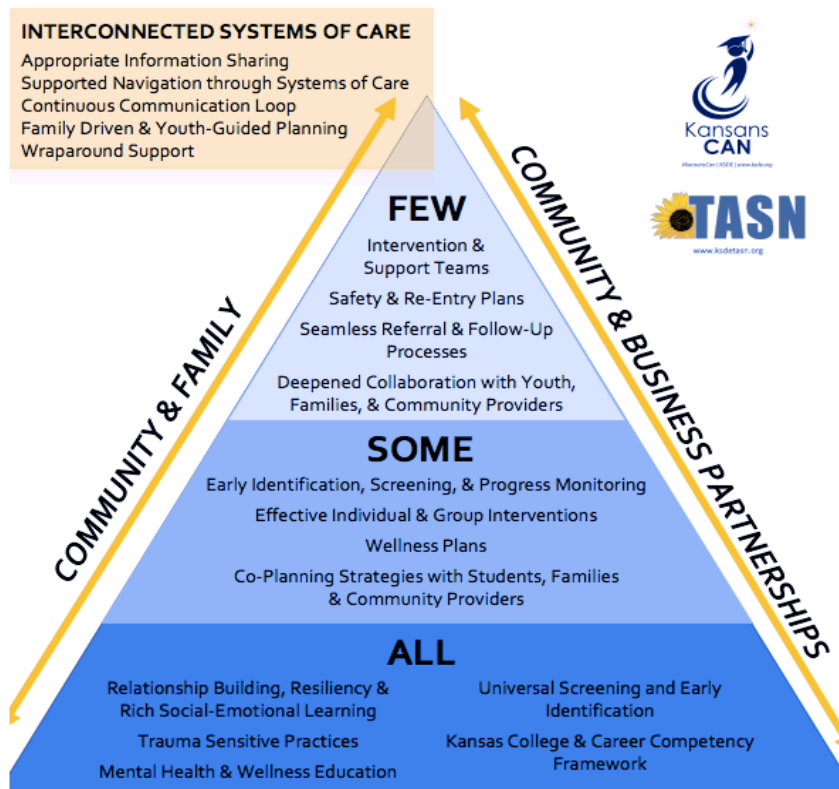 INTERCONNECTED SYSTEMS OF CARE
Appropriate Information Sharing
Supported Navigation through Systems of Care
Continuous Communication Loop
Family Driven & Youth-Guided Planning
Wraparound Support
Kansans
CAN
#KansansCan | KSDE | www.ksde.org
TASN
www.ksdetasn.org
COMMUNITY & FAMILY
COMMUNITY & BUSINESS PARTNERSHIPS
FEW
Intervention &
Support Teams
Safety & Re-Entry Plans
Seamless Referral & Follow-Up
Processes
Deepened Collaboration with Youth,
Families, & Community Providers
SOME
Early Identification, Screening, & Progress Monitoring
Effective Individual & Group Interventions
Wellness Plans
Co-Planning Strategies with Students, Families
& Community Providers
ALL
Relationship Building, Resiliency &
Rich Social-Emotional Learning
Trauma Sensitive Practices
Mental Health & Wellness Education
Universal Screening and Early
Identification
Kansas College & Career Competency
Framework